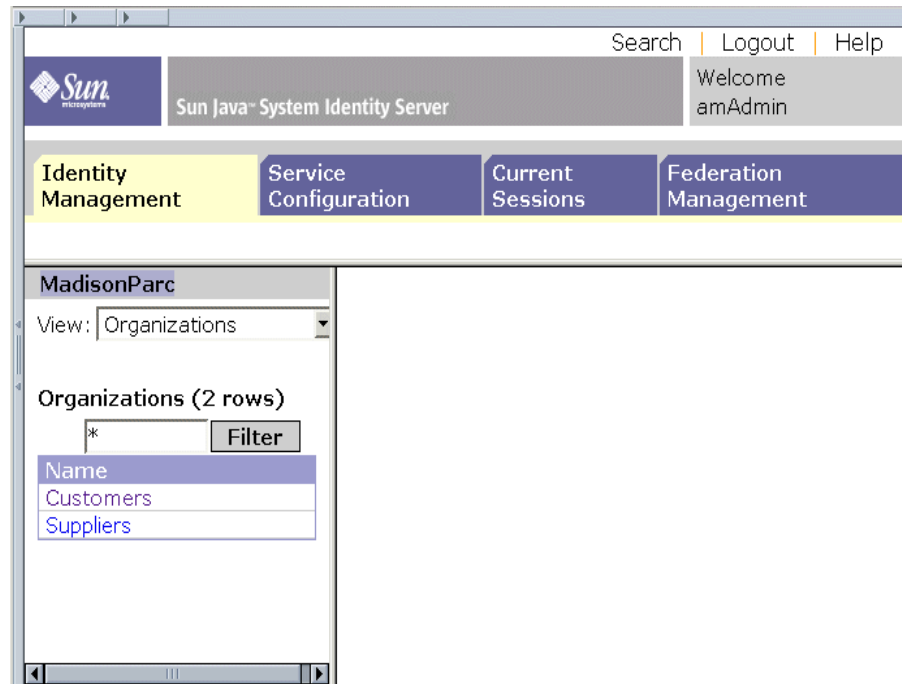 Search | Logout | Help
Sun
microsystems
Sun Java™ System Identity Server
Welcome
amAdmin
Identity
Management
Service
Configuration
Current
Sessions
Federation
Management
MadisonParc
View: Organizations
Organizations (2 rows)
* Filter
Name
Customers
Suppliers